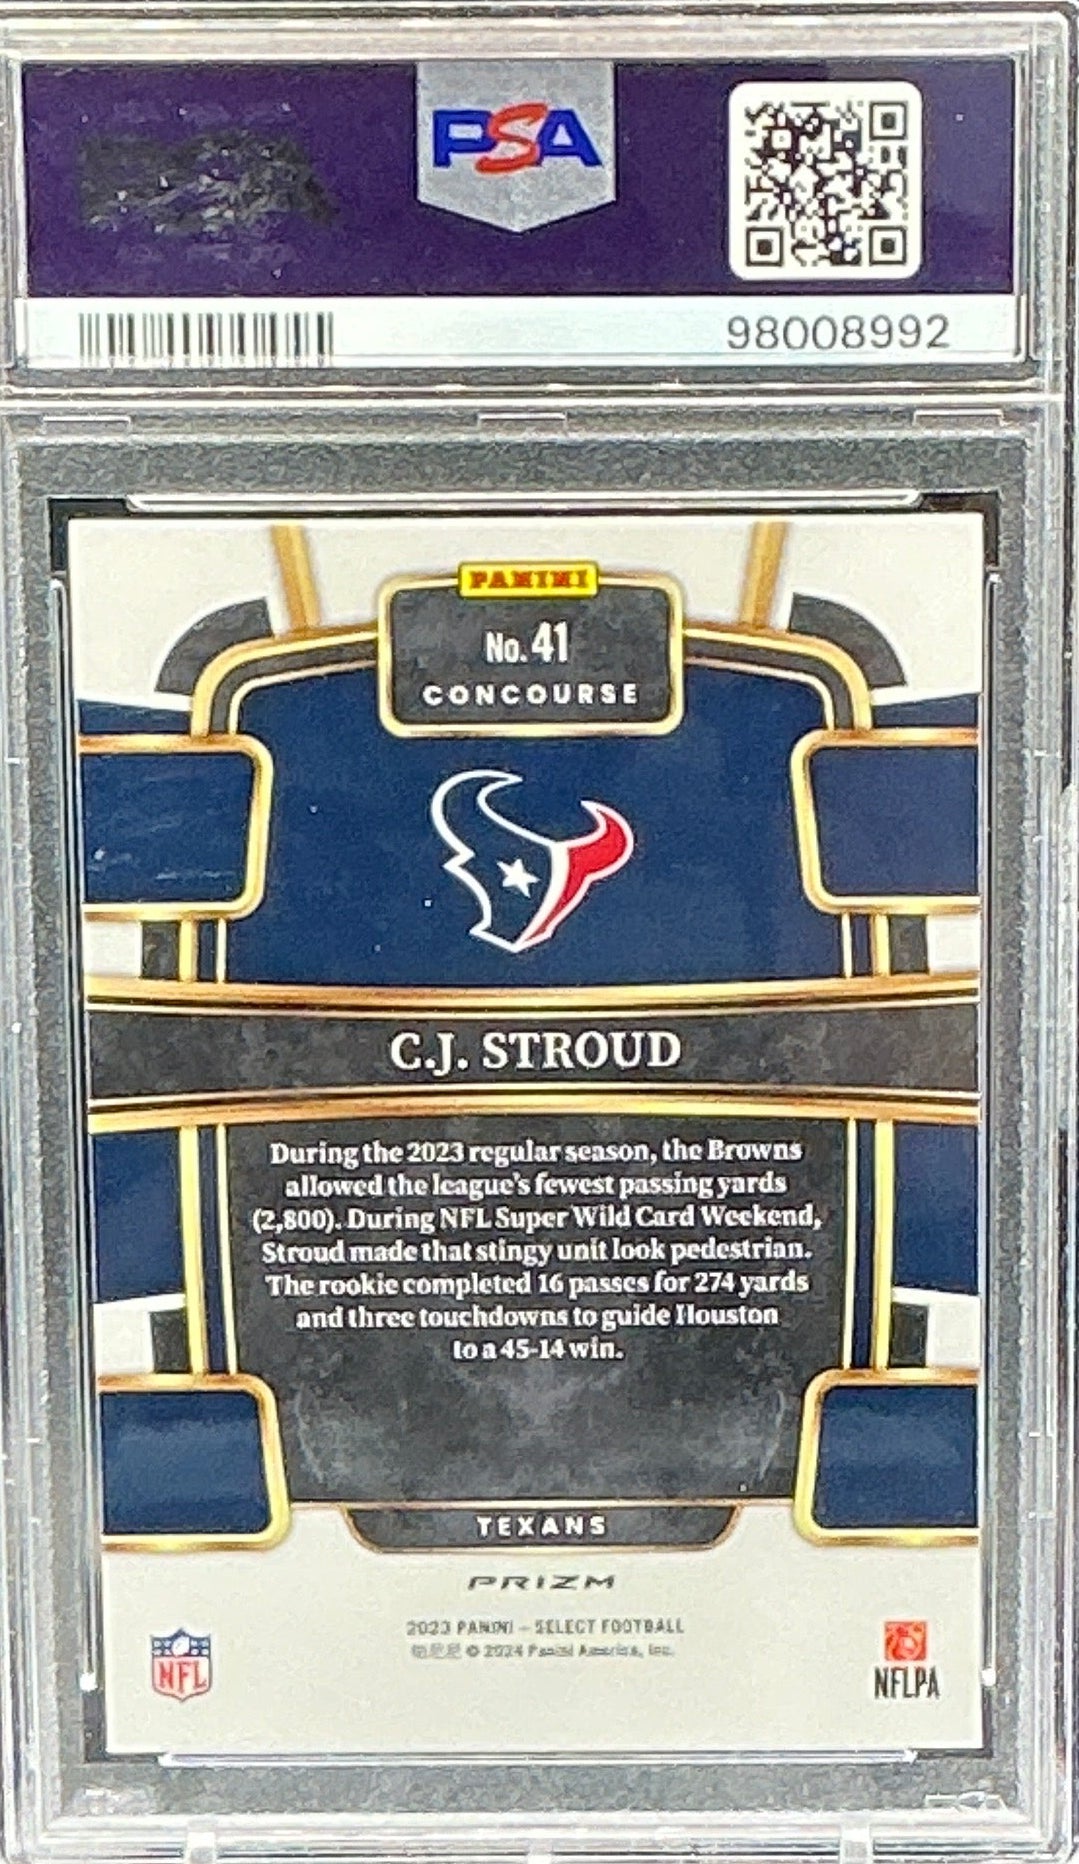 PSA
98008992
PANINI
No. 41
CONCOURSE
C.J. STROUD
During the 2023 regular season, the Browns
allowed the league's fewest passing yards
(2,800). During NFL Super Wild Card Weekend,
Stroud made that stingy unit look pedestrian.
The rookie completed 16 passes for 274 yards
and three touchdowns to guide Houston
to a 45-14 win.
TEXANS
PRIZM
2023 PANINI – SELECT FOOTBALL
© 2024 Panini America, Inc.
NFL
NFLPA